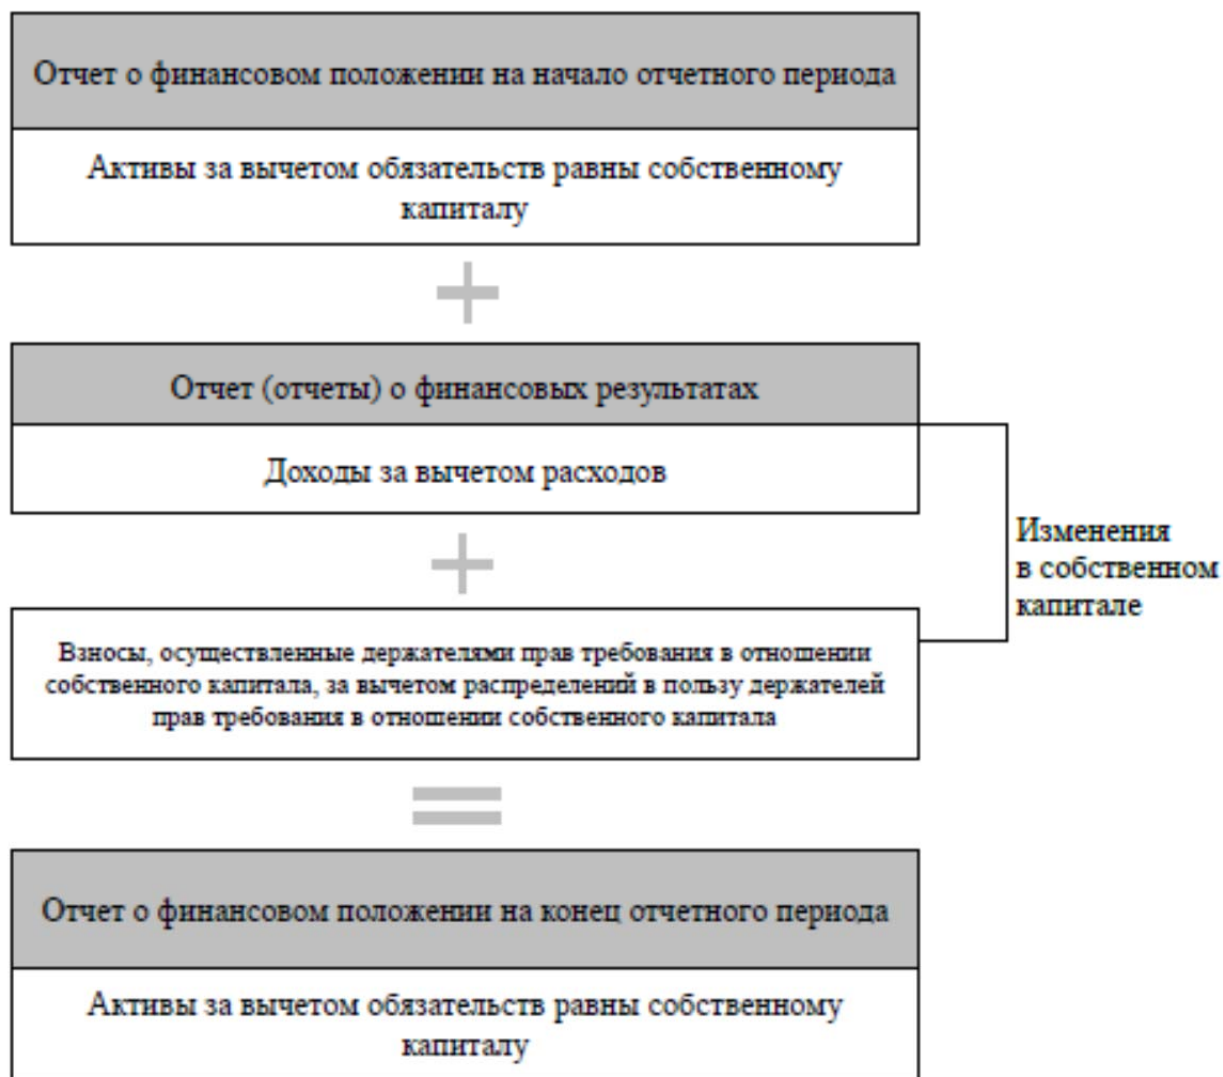 Отчет о финансовом положении на начало отчетного периода
Активы за вычетом обязательств равны собственному
капиталу
+
Отчет (отчеты) о финансовых результатах
Доходы за вычетом расходов
+
Изменения
в собственном
капитале
Взносы, осуществленные держателями прав требования в отношении
собственного капитала, за вычетом распределений в пользу держателей
прав требования в отношении собственного капитала
=
Отчет о финансовом положении на конец отчетного периода
Активы за вычетом обязательств равны собственному
капиталу